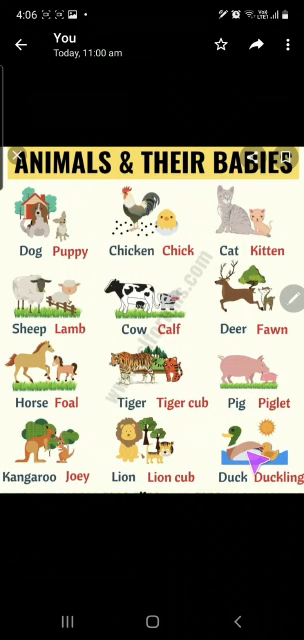 4:06
You
Today, 11:00 am
ANIMALS & THEIR BABIES
Dog Puppy Chicken Chick Cat Kitten
Sheep Lamb Cow Calf Deer Fawn
Horse Foal Tiger Tiger cub Pig Piglet
Kangaroo Joey Lion Lion cub Duck Duckling